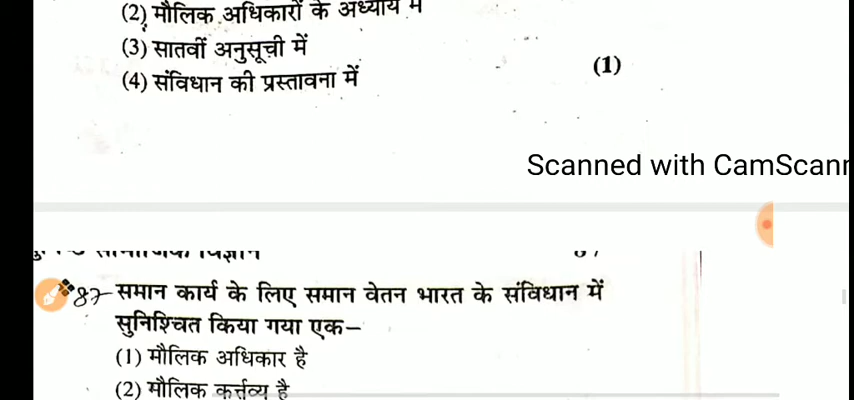 (2) मौलिक अधिकारों के अध्याय में
(3) सातवीं अनुसूची में
(4) संविधान की प्रस्तावना में
(1)
Scanned with CamScann
सामाजिक विज्ञान
87
87- समान कार्य के लिए समान वेतन भारत के संविधान में
सुनिश्चित किया गया एक–
(1) मौलिक अधिकार है
(2) मौलिक कर्त्तव्य है